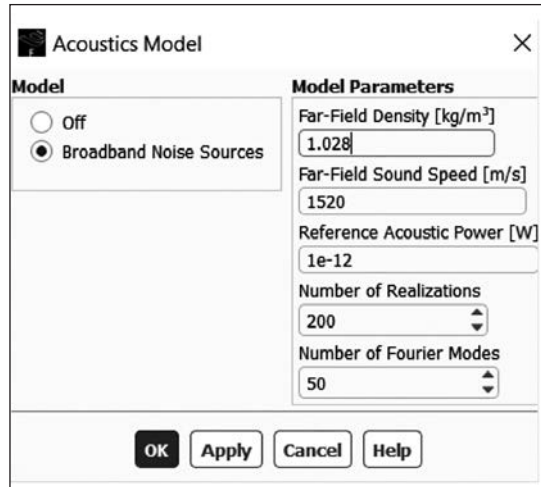 Acoustics Model
Model
Off
Broadband Noise Sources
Model Parameters
Far-Field Density [kg/m³]
1.028
Far-Field Sound Speed [m/s]
1520
Reference Acoustic Power [W]
1e-12
Number of Realizations
200
Number of Fourier Modes
50
OK Apply Cancel Help